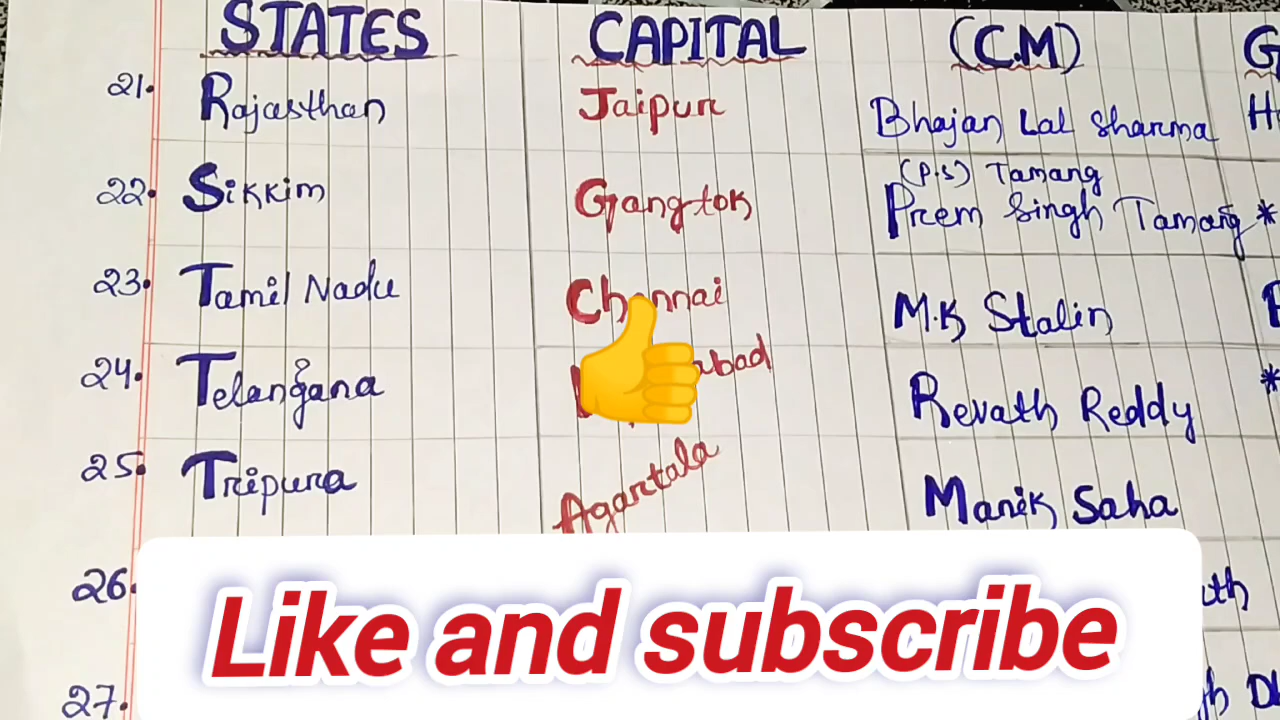 STATES CAPITAL (C.M) G
21. Rajasthan Jaipur Bhajan Lal Sharma
22. Sikkim Gangtok (P.S) Tamang
Prem Singh Tamang *
23. Tamil Nadu Chennai M.K Stalin
24. Telangana Revath Reddy *
25. Tripura Agartala Manik Saha
26.
27.
Like and subscribe